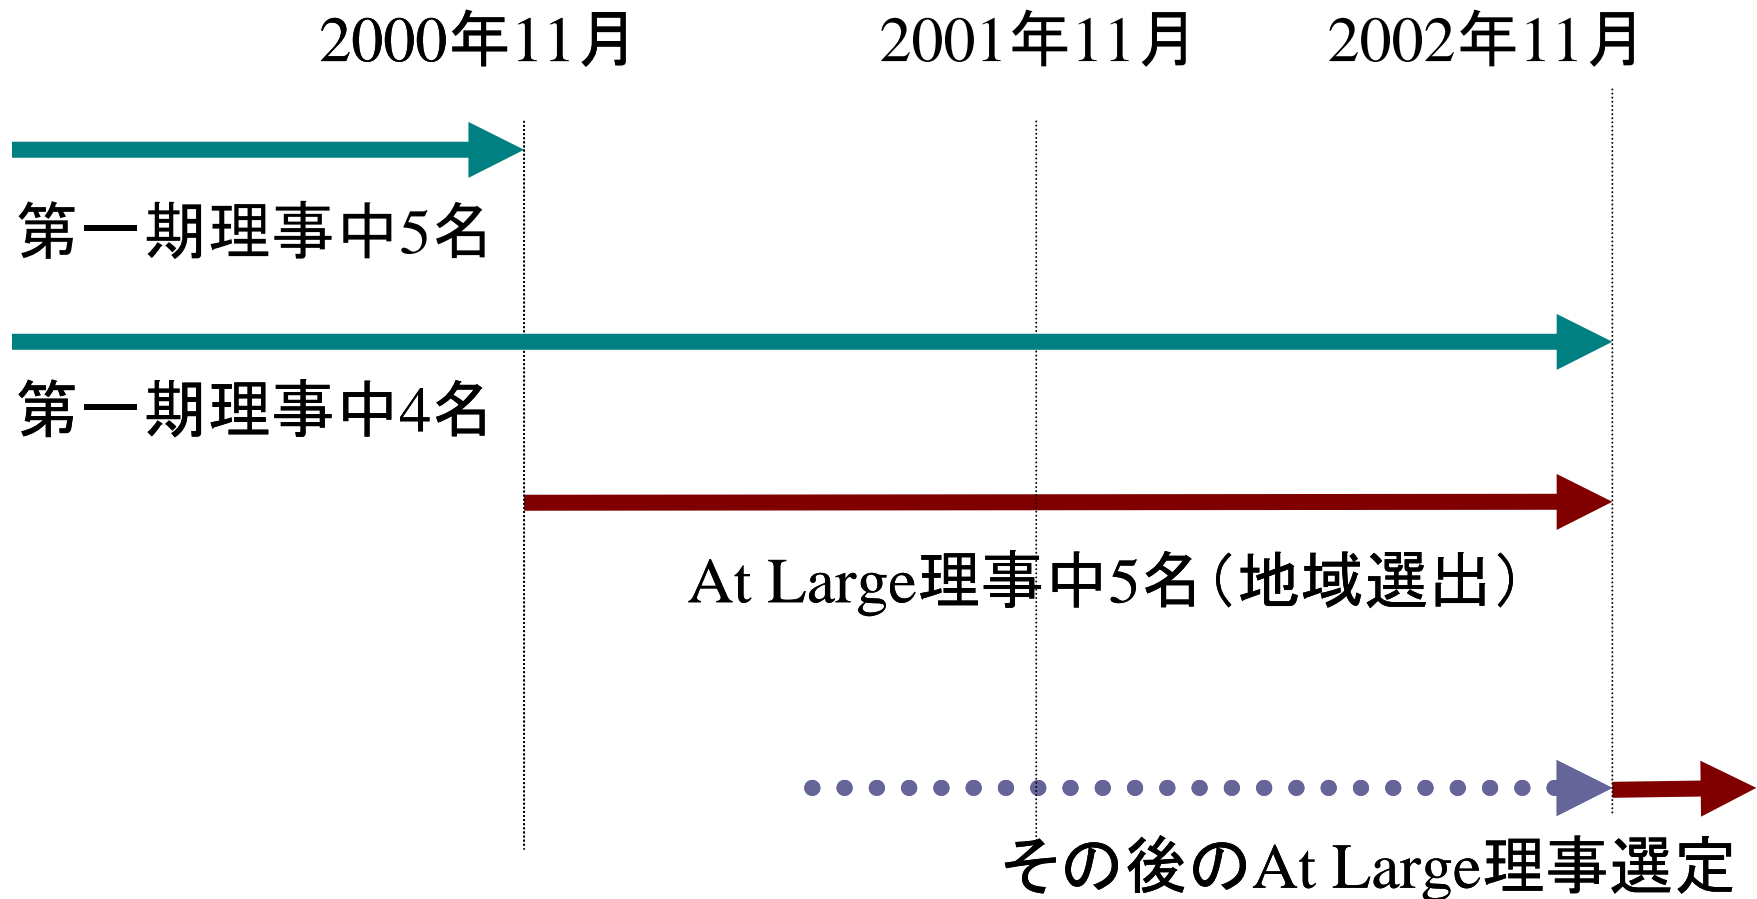 2000年11月 2001年11月 2002年11月
第一期理事中5名
第一期理事中4名
At Large理事中5名（地域選出）
その後のAt Large理事選定